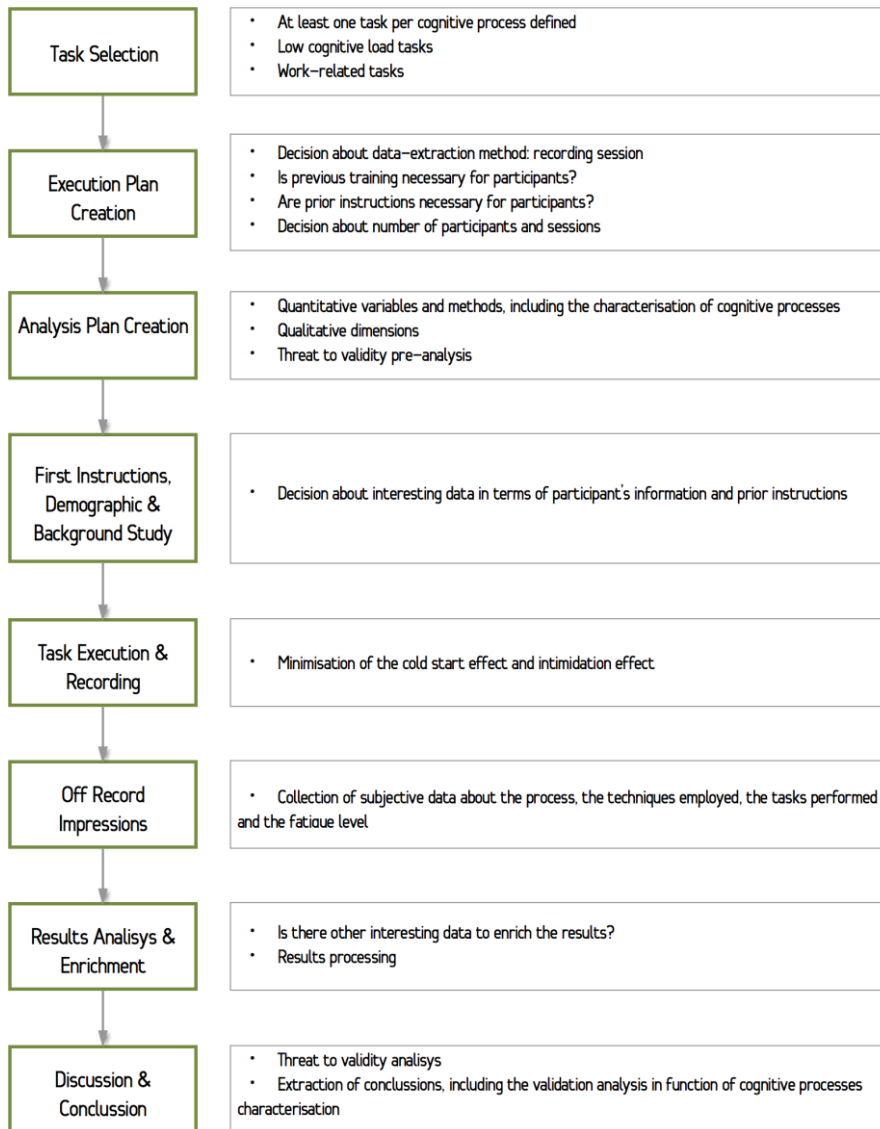 Task Selection
• At least one task per cognitive process defined
• Low cognitive load tasks
• Work-related tasks
Execution Plan
Creation
• Decision about data-extraction method: recording session
• Is previous training necessary for participants?
• Are prior instructions necessary for participants?
• Decision about number of participants and sessions
Analysis Plan Creation
• Quantitative variables and methods, including the characterisation of cognitive processes
• Qualitative dimensions
• Threat to validity pre-analysis
First Instructions,
Demographic &
Background Study
• Decision about interesting data in terms of participant's information and prior instructions
Task Execution &
Recording
• Minimisation of the cold start effect and intimidation effect
Off Record
Impressions
• Collection of subjective data about the process, the techniques employed, the tasks performed
and the fatigue level
Results Analisys &
Enrichment
• Is there other interesting data to enrich the results?
• Results processing
Discussion &
Conclussion
• Threat to validity analisys
• Extraction of conclussions, including the validation analysis in function of cognitive processes
characterisation